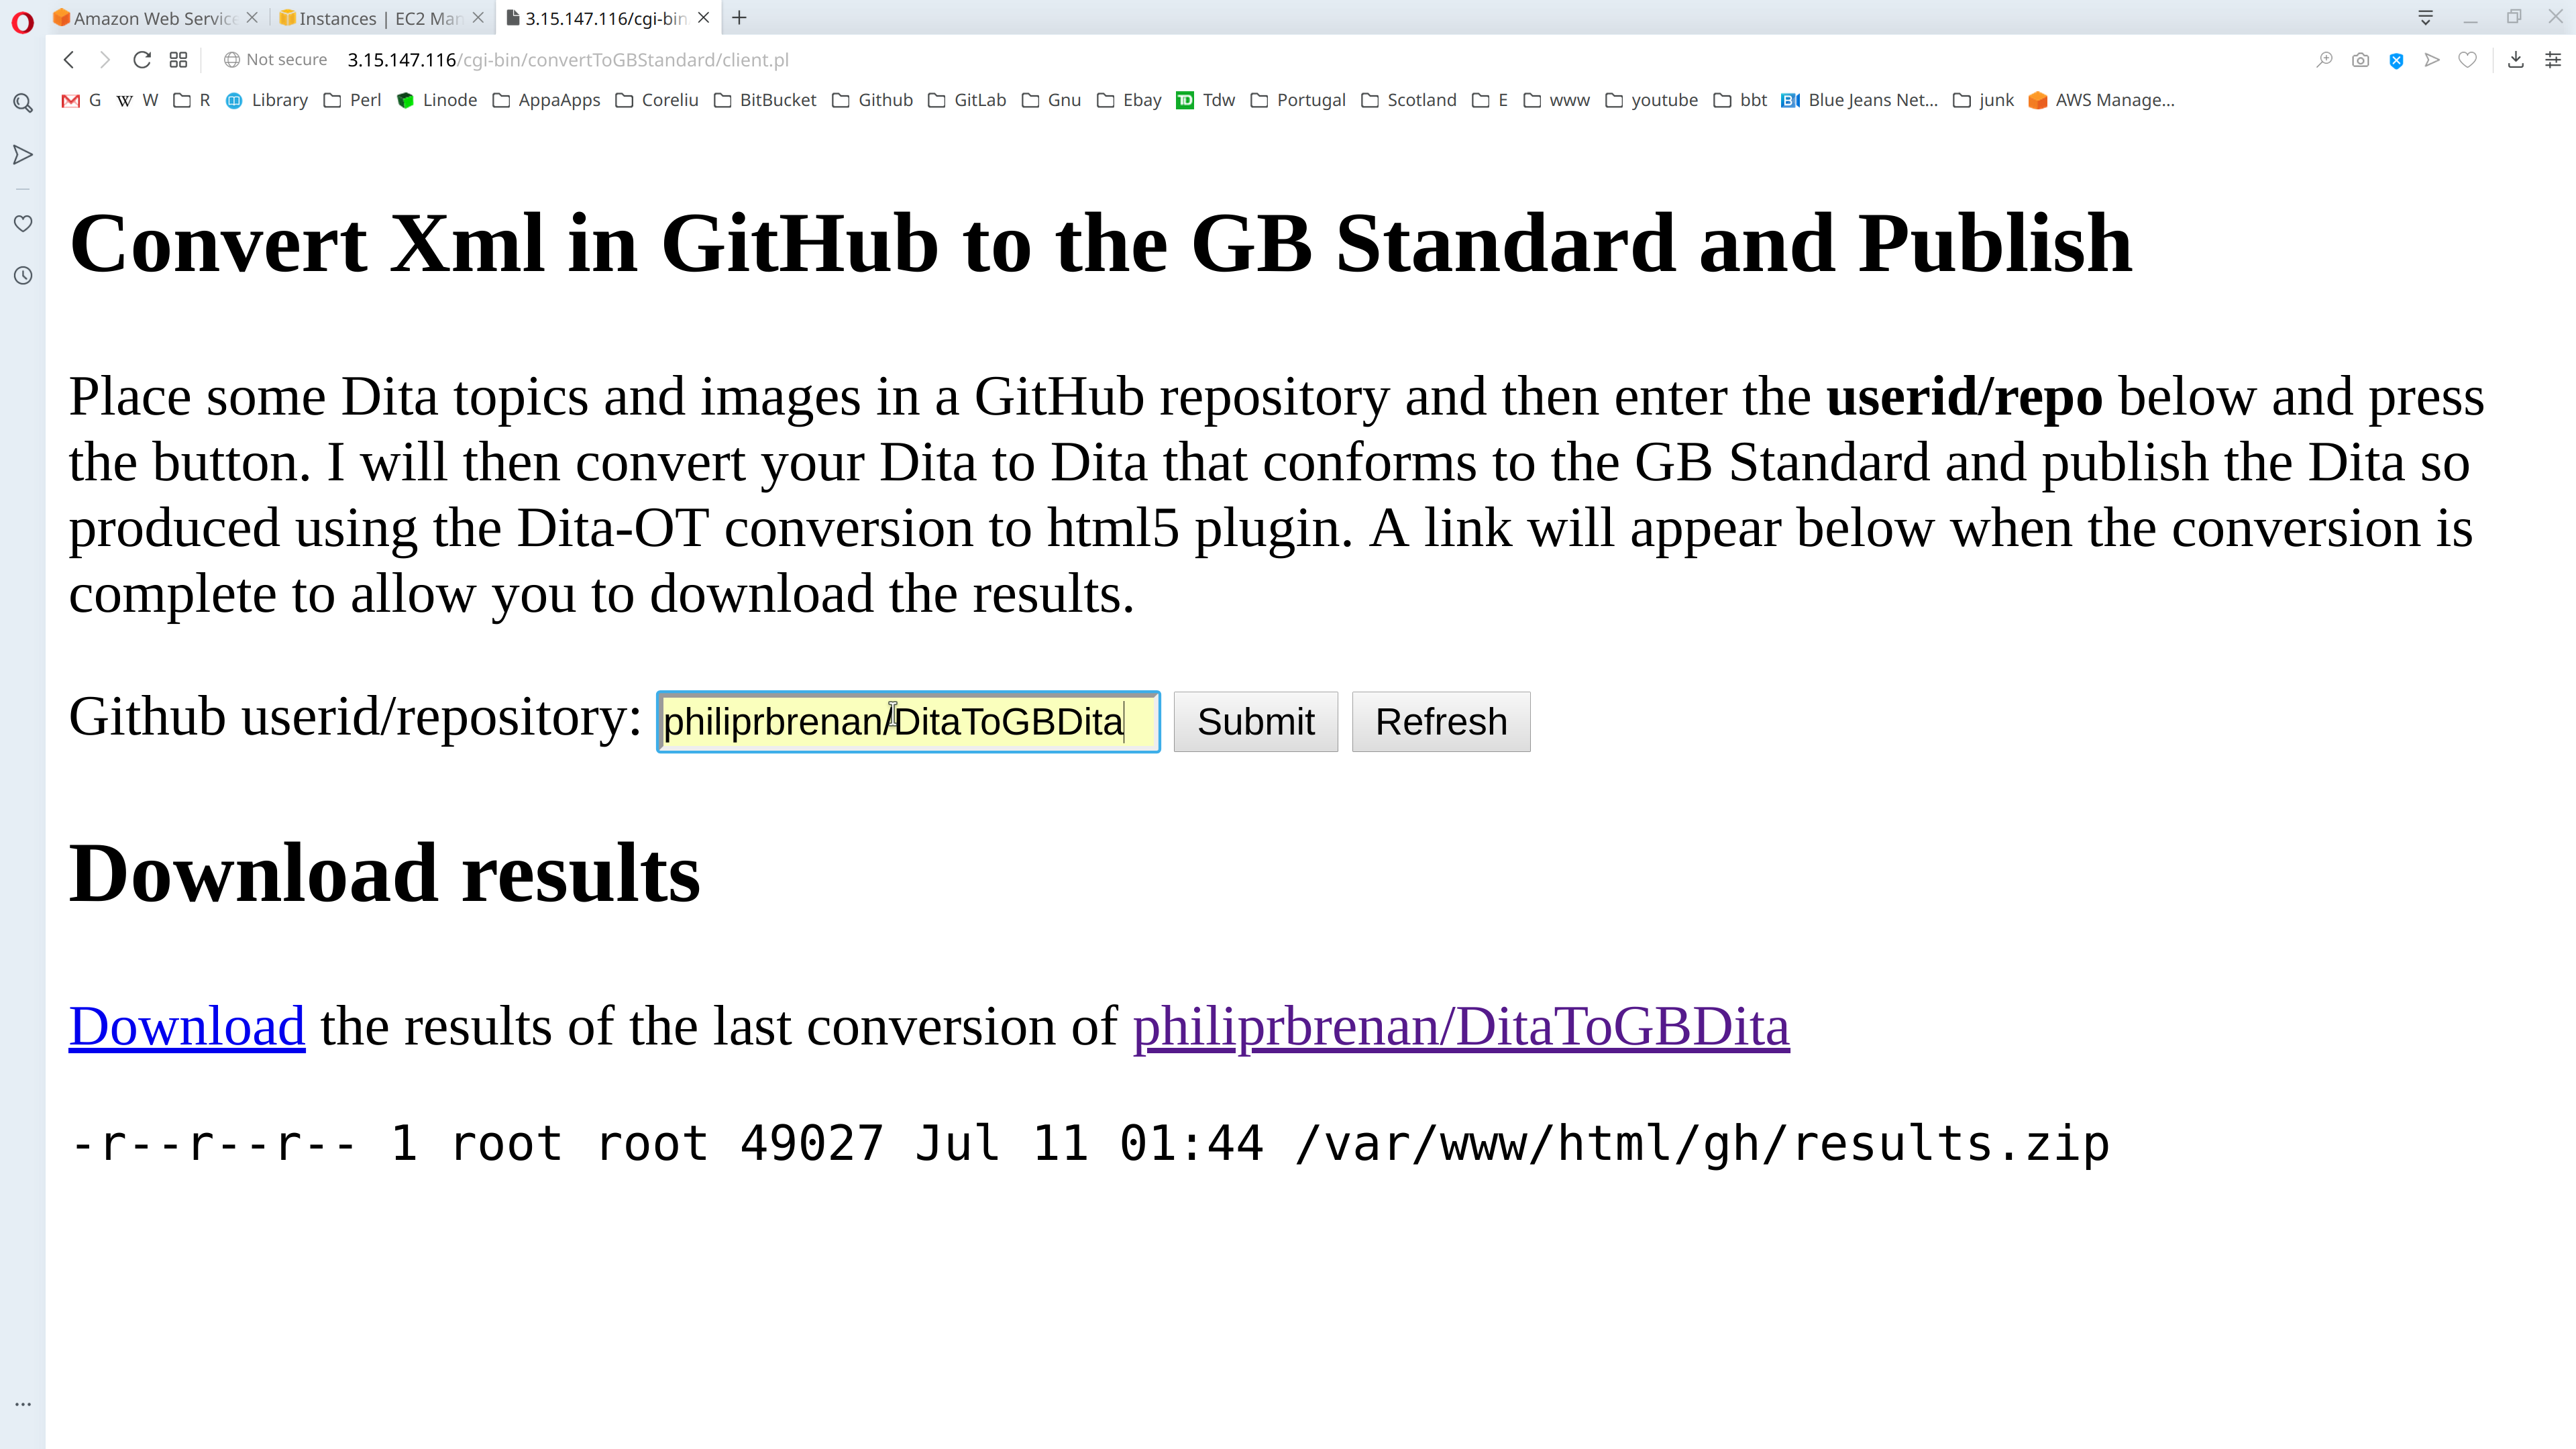 Amazon Web Service
Instances | EC2 Man
3.15.147.116/cgi-bin
Not secure 3.15.147.116/cgi-bin/convertToGBStandard/client.pl
G W R Library Perl Linode AppaApps Coreliu BitBucket Github GitLab Gnu Ebay Tdw Portugal Scotland E www youtube bbt Blue Jeans Net... junk AWS Manage...
Convert Xml in GitHub to the GB Standard and Publish
Place some Dita topics and images in a GitHub repository and then enter the userid/repo below and press
the button. I will then convert your Dita to Dita that conforms to the GB Standard and publish the Dita so
produced using the Dita-OT conversion to html5 plugin. A link will appear below when the conversion is
complete to allow you to download the results.
Github userid/repository: philiprbrenan/DitaToGBDita Submit Refresh
Download results
Download the results of the last conversion of philiprbrenan/DitaToGBDita
-r--r--r-- 1 root root 49027 Jul 11 01:44 /var/www/html/gh/results.zip